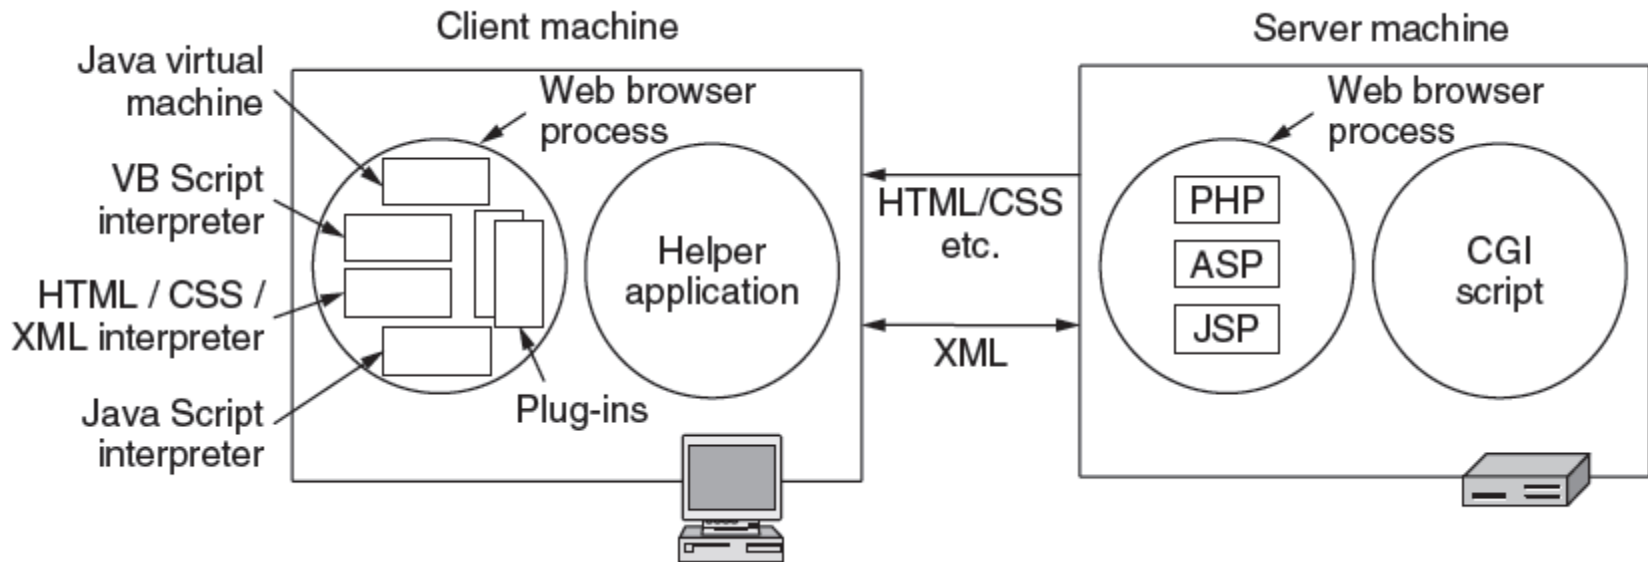 Client machine
Server machine
Java virtual
machine
Web browser
process
VB Script
interpreter
HTML / CSS /
XML interpreter
Java Script
interpreter
Plug-ins
Helper
application
HTML/CSS
etc.
XML
Web browser
process
PHP
ASP
JSP
CGI
script